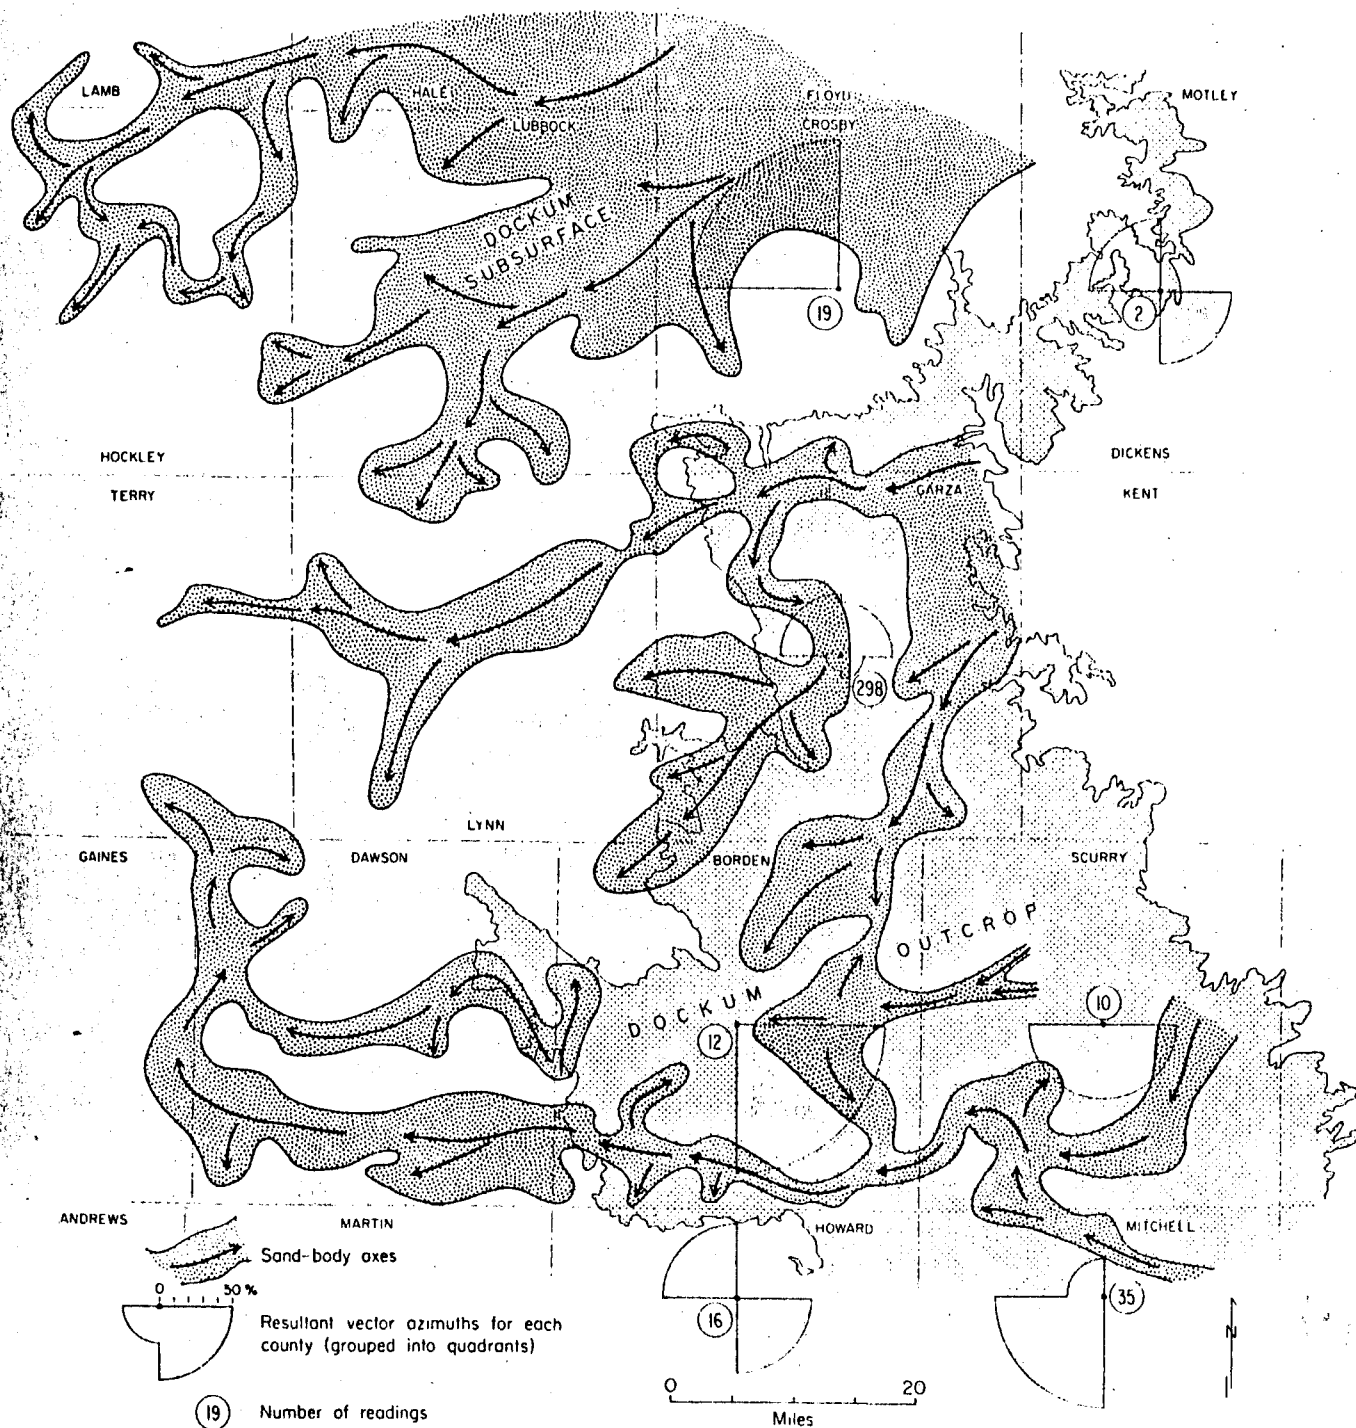 LAMB
HALE
FLOYD
MOTLEY
LUBBOCK
CROSBY
DOCKUM
SUBSURFACE
19
2
HOCKLEY
DICKENS
TERRY
GARZA
KENT
298
LYNN
GAINES
DAWSON
BORDEN
SCURRY
OUTCROP
DOCKUM
10
12
ANDREWS
MARTIN
HOWARD
MITCHELL
Sand-body axes
0 50 %
Resultant vector azimuths for each
county (grouped into quadrants)
16
35
N
19 Number of readings
0 20
Miles